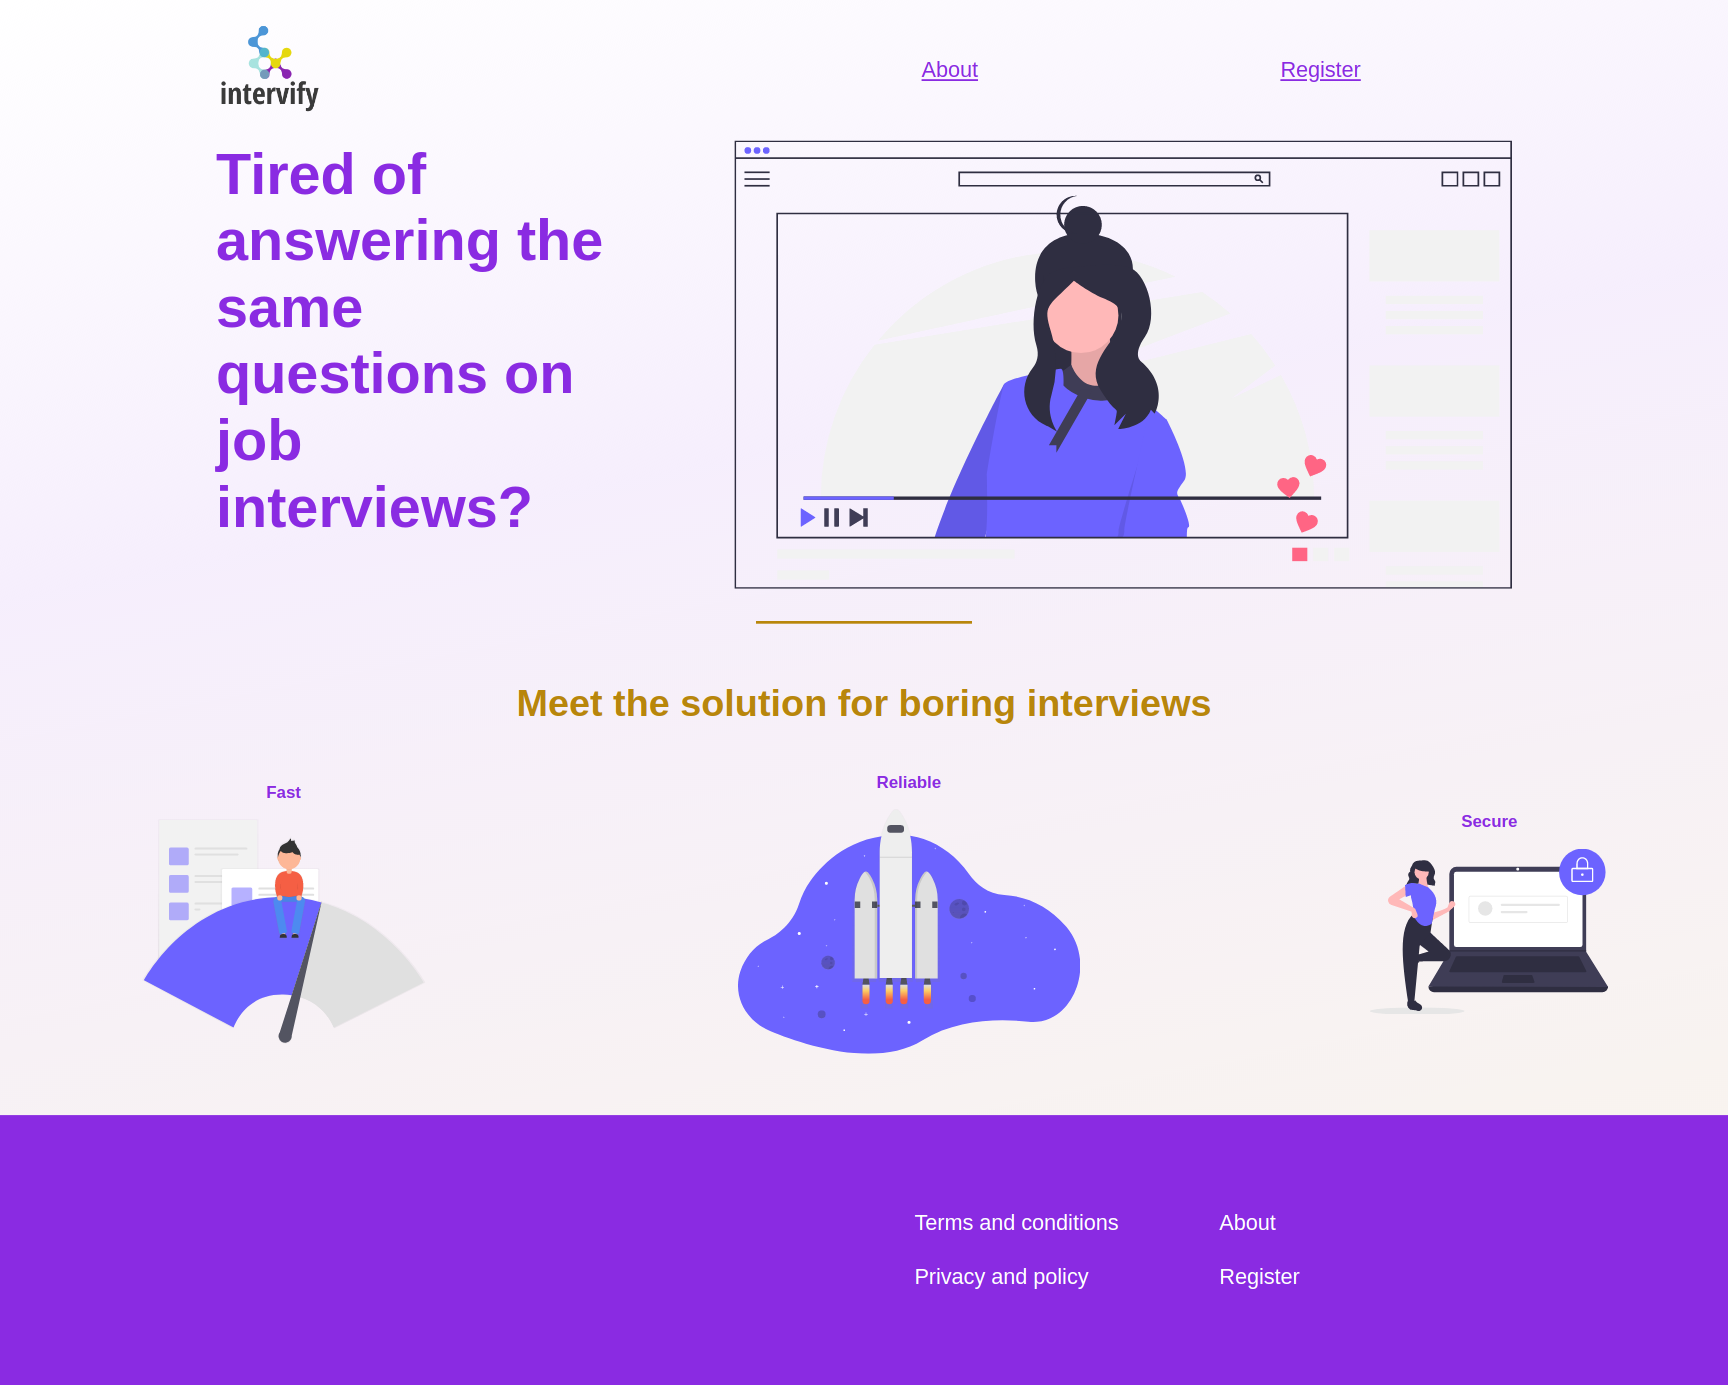 intervify
About
Register
Tired of
answering the
same
questions on
job
interviews?
Meet the solution for boring interviews
Fast
Reliable
Secure
Terms and conditions
About
Privacy and policy
Register